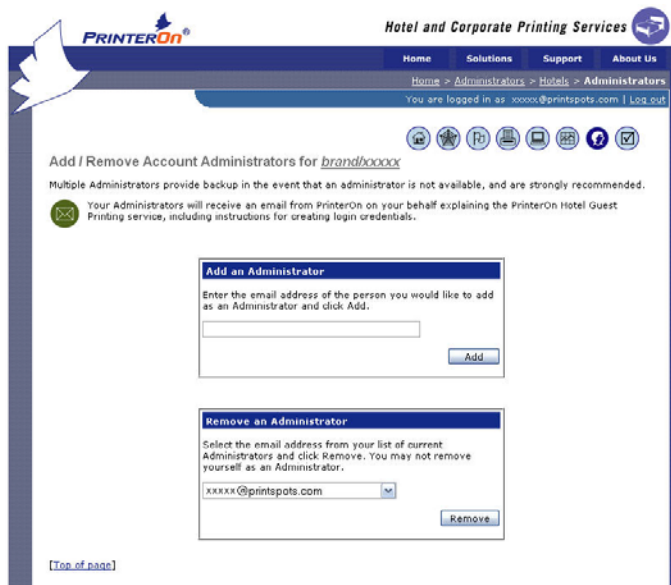 PRINTERON®
Hotel and Corporate Printing Services
Home Solutions Support About Us
Home > Administrators > Hotels > Administrators
You are logged in as xxxxx@printspots.com | Log out
Add / Remove Account Administrators for brand/xxxxx
Multiple Administrators provide backup in the event that an administrator is not available, and are strongly recommended.
Your Administrators will receive an email from PrinterOn on your behalf explaining the PrinterOn Hotel Guest
Printing service, including instructions for creating login credentials.
Add an Administrator
Enter the email address of the person you would like to add
as an Administrator and click Add.
Add
Remove an Administrator
Select the email address from your list of current
Administrators and click Remove. You may not remove
yourself as an Administrator.
xxxxx@printspots.com
Remove
[Top of page]